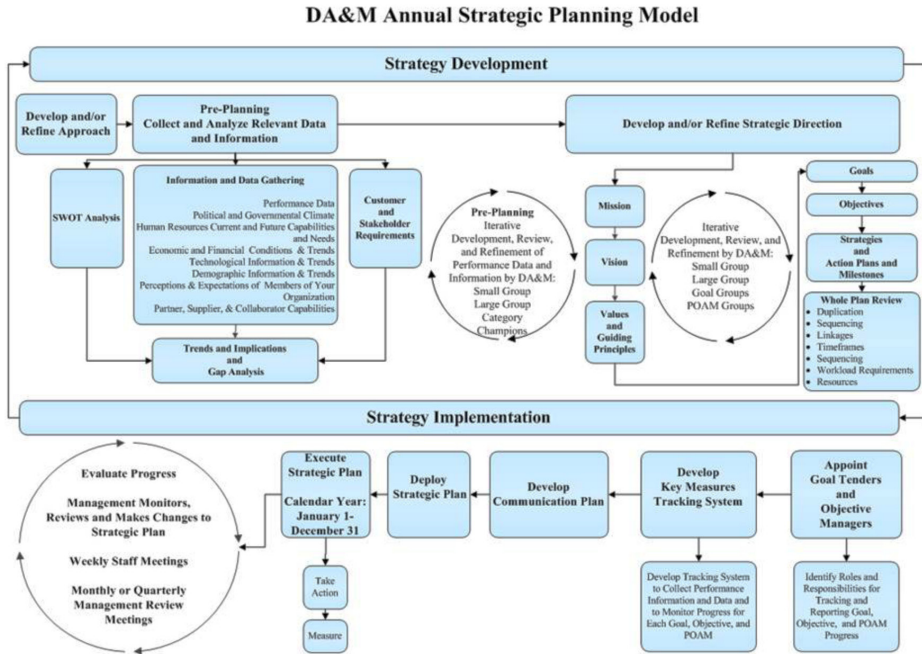 DA&M Annual Strategic Planning Model
Strategy Development
Develop and/or
Refine Approach
Pre-Planning
Collect and Analyze Relevant Data
and Information
Develop and/or Refine Strategic Direction
SWOT Analysis
Information and Data Gathering
Performance Data
Political and Governmental Climate
Human Resources Current and Future Capabilities
and Needs
Economic and Financial Conditions & Trends
Technological Information & Trends
Demographic Information & Trends
Perceptions & Expectations of Members of Your
Organization
Partner, Supplier, & Collaborator Capabilities
Customer
and
Stakeholder
Requirements
Trends and Implications
and
Gap Analysis
Pre-Planning
Iterative
Development, Review,
and Refinement of
Performance Data and
Information by DA&M:
Small Group
Large Group
Category
Champions
Mission
Vision
Values and
Guiding
Principles
Iterative
Development, Review, and
Refinement by DA&M:
Small Group
Large Group
Goal Groups
POAM Groups
Goals
Objectives
Strategies
and
Action Plans and
Milestones
Whole Plan Review
• Duplication
• Sequencing
• Linkages
• Timeframes
• Sequencing
• Workload Requirements
• Resources
Strategy Implementation
Evaluate Progress
Management Monitors,
Reviews and Makes Changes to
Strategic Plan
Weekly Staff Meetings
Monthly or Quarterly
Management Review
Meetings
Execute
Strategic Plan
Calendar Year:
January 1-
December 31
Take
Action
Measure
Deploy
Strategic Plan
Develop
Communication Plan
Develop
Key Measures
Tracking System
Develop Tracking System
to Collect Performance
Information and Data and
to Monitor Progress for
Each Goal, Objective, and
POAM
Appoint
Goal Tenders
and
Objective
Managers
Identify Roles and
Responsibilities for
Tracking and
Reporting Goal,
Objective, and POAM
Progress